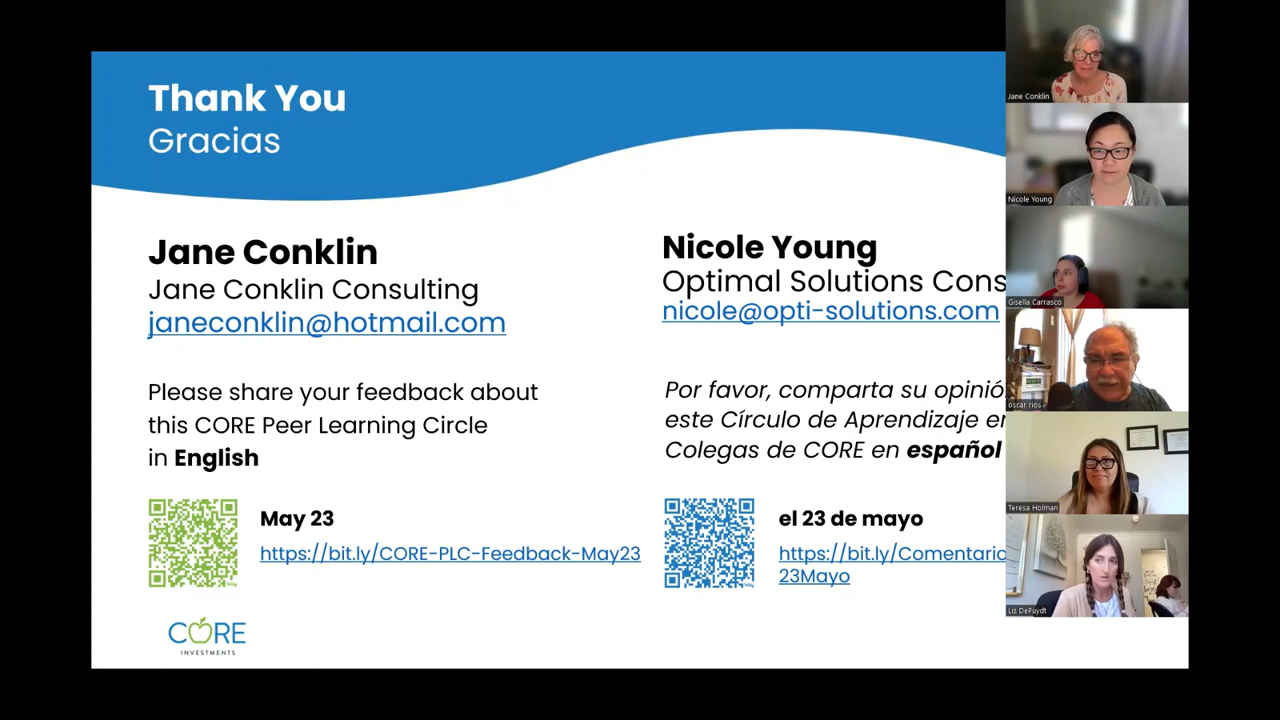 Thank You
Gracias
Jane Conklin
Jane Conklin Consulting
janeconklin@hotmail.com
Please share your feedback about
this CORE Peer Learning Circle
in English
May 23
https://bit.ly/CORE-PLC-Feedback-May23
CORE
INVESTMENTS
Nicole Young
Optimal Solutions Cons
nicole@opti-solutions.com
Por favor, comparta su opinió
este Círculo de Aprendizaje en
Colegas de CORE en español
el 23 de mayo
https://bit.ly/Comentario
23Mayo
Jane Conklin
Nicole Young
Gisella Carrasco
oscar rios
Teresa Holman
Liz DePuydt